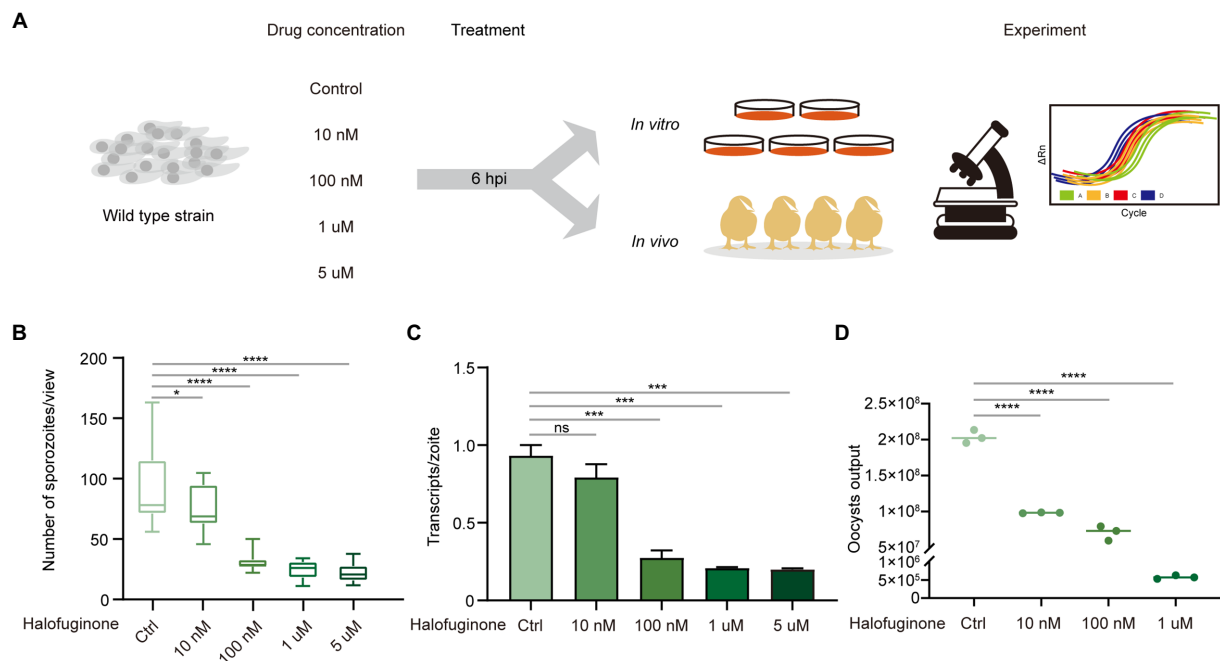 A
Drug concentration
Treatment
Experiment
Control
10 nM
100 nM
1 uM
5 uM
Wild type strain
6 hpi
In vitro
In vivo
ΔRn
A
B
C
D
Cycle
B
Number of sporozoites/view
200
150
100
50
0
****
****
****
*
Halofuginone
Ctrl
10 nM
100 nM
1 uM
5 uM
C
Transcripts/zoite
1.5
1.0
0.5
0
***
***
***
ns
Halofuginone
Ctrl
10 nM
100 nM
1 uM
5 uM
D
Oocysts output
2.5×10⁸
2×10⁸
1×10⁸
5×10⁷
1×10⁶
5×10⁵
0
****
****
****
Halofuginone
Ctrl
10 nM
100 nM
1 uM